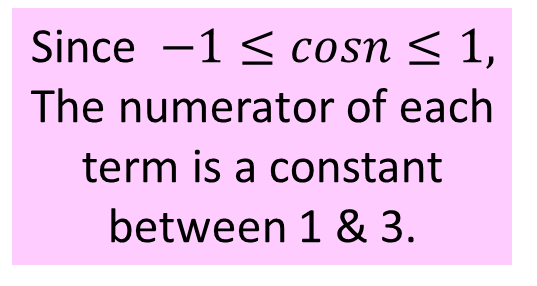 Since −1 ≤ cosn ≤ 1,
The numerator of each
term is a constant
between 1 & 3.